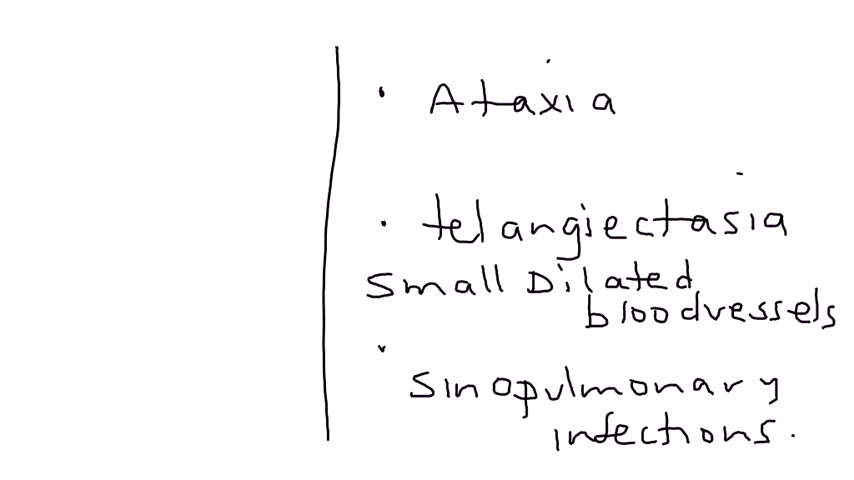 • Ataxia
• telangiectasia
Small Dilated
bloodvessels
• Sinopulmonary
infections.